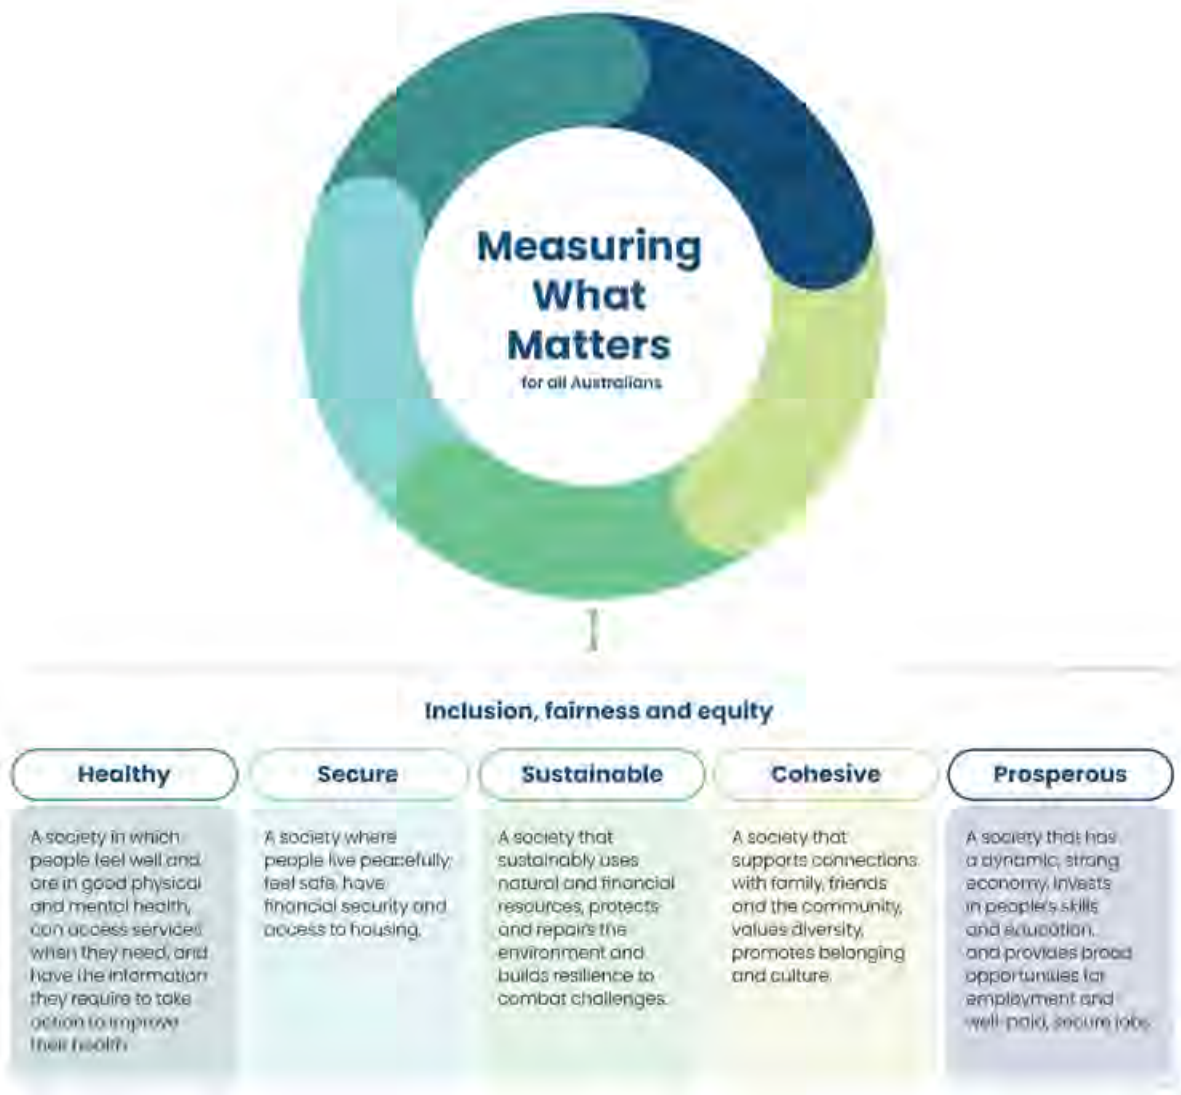 Measuring
What
Matters
for all Australians
Inclusion, fairness and equity
Healthy
A society in which
people feel well and
are in good physical
and mental health,
can access services
when they need, and
have the information
they require to take
action to improve
their health.
Secure
A society where
people live peacefully,
feel safe, have
financial security and
access to housing.
Sustainable
A society that
sustainably uses
natural and financial
resources, protects
and repairs the
environment and
builds resilience to
combat challenges.
Cohesive
A society that
supports connections
with family, friends
and the community,
values diversity,
promotes belonging
and culture.
Prosperous
A society that has
a dynamic, strong
economy, invests
in people's skills
and education,
and provides broad
opportunities for
employment and
well-paid, secure jobs.